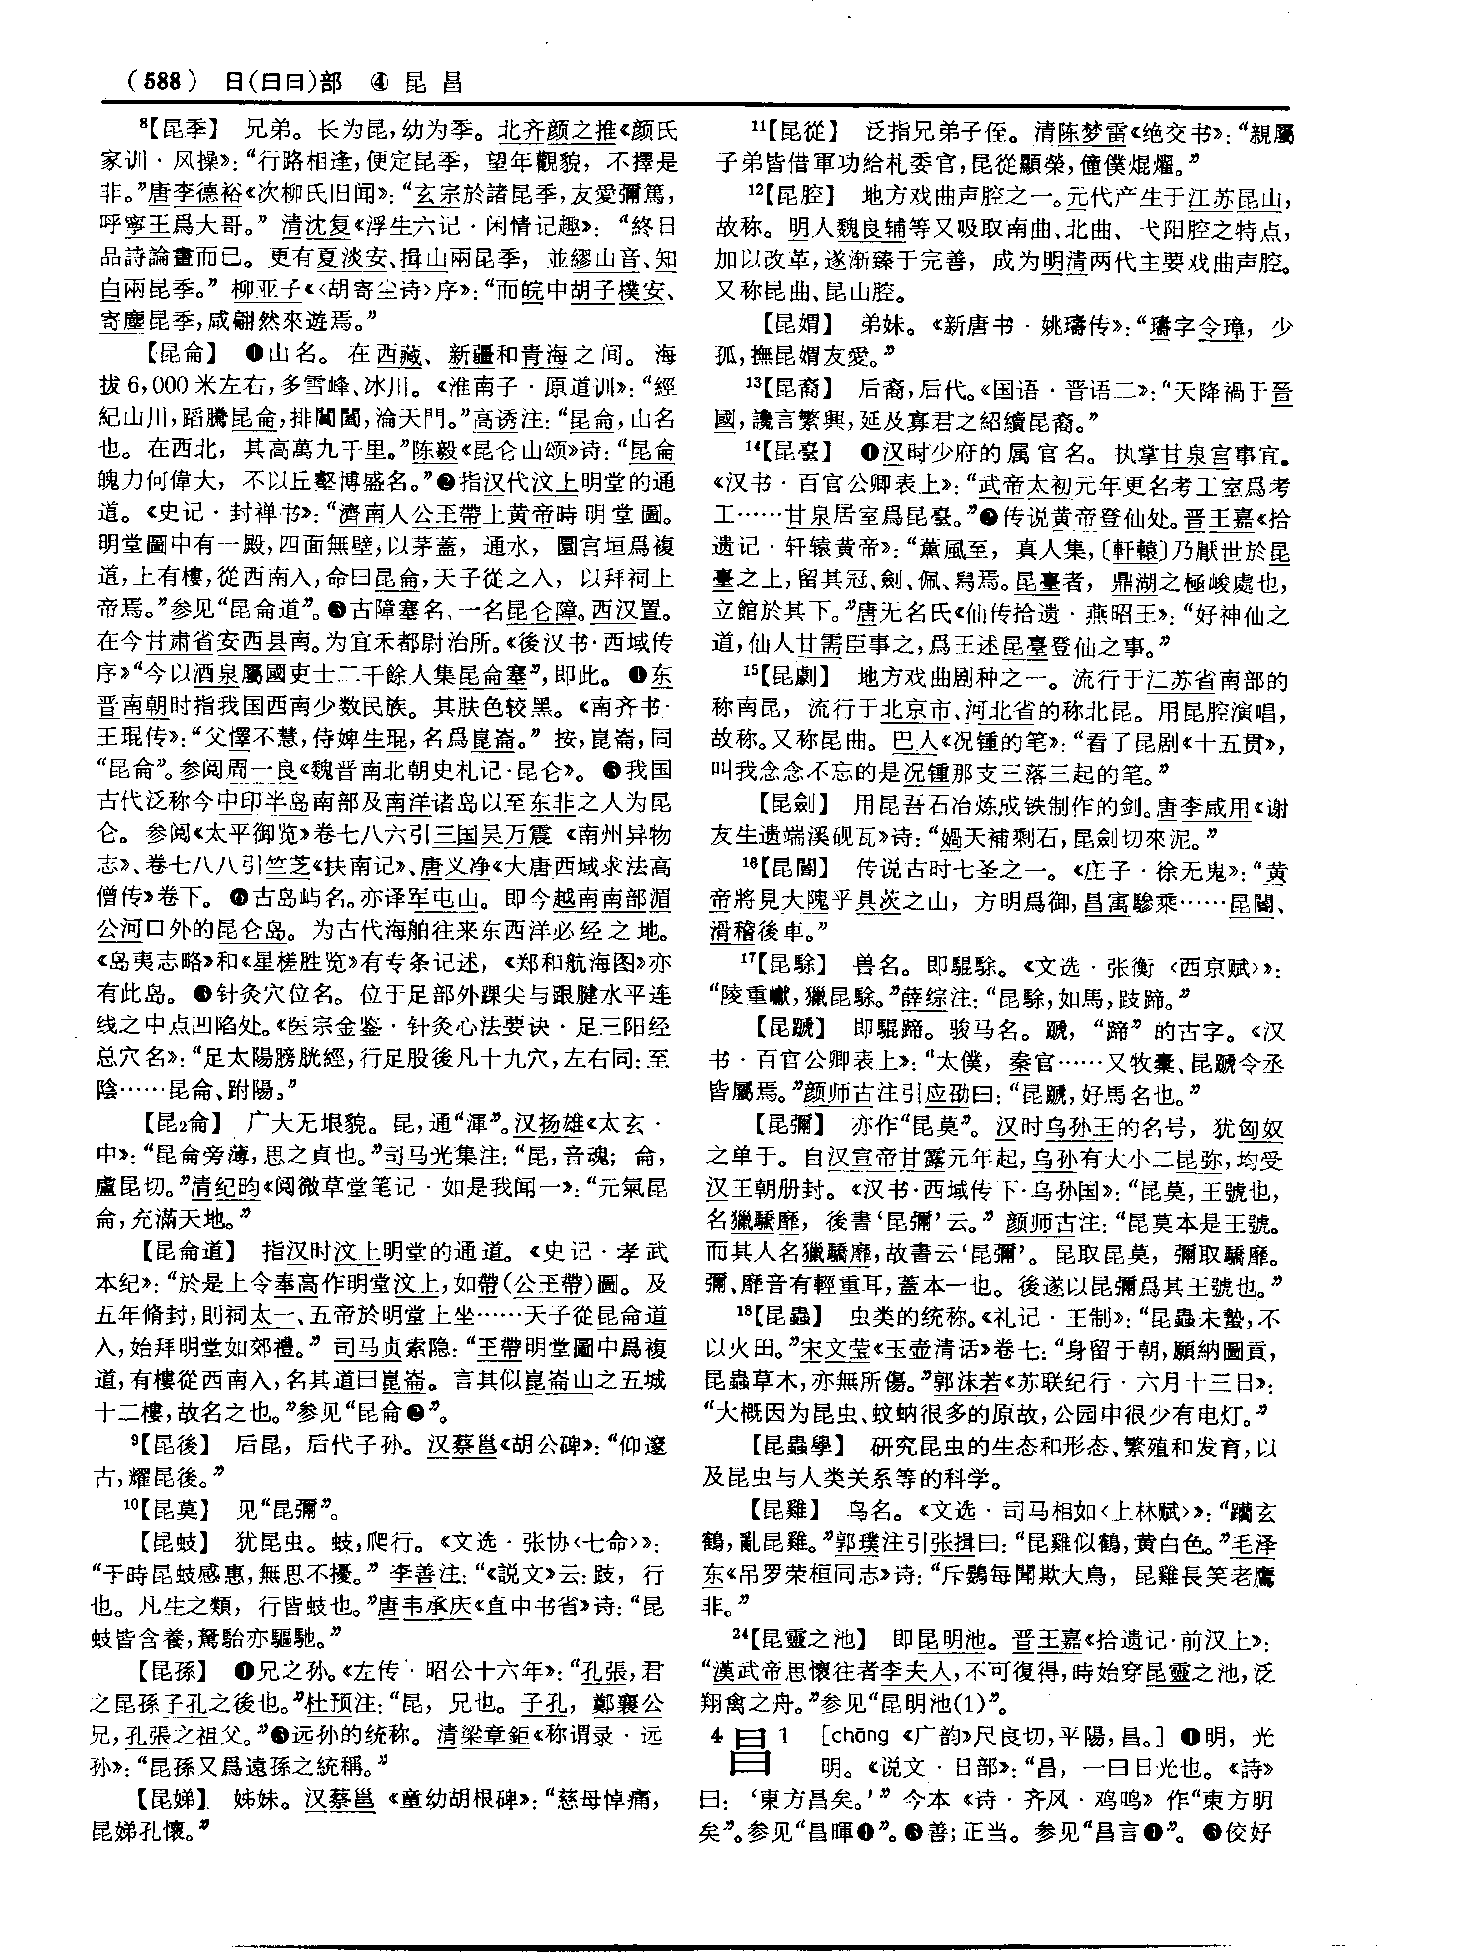 (588) 日(日曰)部 ④ 昆 昌
⁸【昆季】 兄弟。长为昆,幼为季。北齐颜之推《颜氏
家训·风操》:“行路相逢,便定昆季,望年觀貌,不擇是
非。”唐李德裕《次柳氏旧闻》:“玄宗於諸昆季,友愛彌篤,
呼寧王爲大哥。”清沈复《浮生六记·闲情记趣》:“終日
品詩論畫而已。更有夏淡安、揖山兩昆季,並繆山音、知
白兩昆季。”柳亚子《〈胡寄尘诗〉序》:“而皖中胡子樸安、
寄塵昆季,咸翩然來遊焉。”
【昆侖】 ❶山名。在西藏、新疆和青海之间。海
拔6,000米左右,多雪峰、冰川。《淮南子·原道训》:“經
紀山川,蹈騰昆侖,排閶闔,淪天門。”高诱注:“昆侖,山名
也。在西北,其高萬九千里。”陈毅《昆仑山颂》诗:“昆侖
魄力何偉大,不以丘壑博盛名。”❷指汉代汶上明堂的通
道。《史记·封禅书》:“濟南人公玊帶上黄帝時明堂圖。
明堂圖中有一殿,四面無壁,以茅蓋,通水,圜宫垣爲複
道,上有樓,從西南入,命曰昆侖,天子從之入,以拜祠上
帝焉。”参见“昆侖道”。❸古障塞名,一名昆仑障。西汉置。
在今甘肃省安西县南。为宜禾都尉治所。《後汉书·西域传
序》“今以酒泉屬國吏士二千餘人集昆侖塞”,即此。❹东
晋南朝时指我国西南少数民族。其肤色较黑。《南齐书·
王琨传》:“父懌不慧,侍婢生琨,名爲崑崙。”按,崑崙,同
“昆侖”。参阅周一良《魏晋南北朝史札记·昆仑》。❺我国
古代泛称今中印半岛南部及南洋诸岛以至东非之人为昆
仑。参阅《太平御览》卷七八六引三国吴万震《南州异物
志》、卷七八八引竺芝《扶南记》、唐义净《大唐西域求法高
僧传》卷下。❻古岛屿名。亦译军屯山。即今越南南部湄
公河口外的昆仑岛。为古代海舶往来东西洋必经之地。
《岛夷志略》和《星槎胜览》有专条记述,《郑和航海图》亦
有此岛。❼针灸穴位名。位于足部外踝尖与跟腱水平连
线之中点凹陷处。《医宗金鉴·针灸心法要诀·足三阳经
总穴名》:“足太陽膀胱經,行足股後凡十九穴,左右同:至
陰……昆侖、跗陽。”
【昆₂侖】 广大无垠貌。昆,通“渾”。汉扬雄《太玄·
中》:“昆侖旁薄,思之貞也。”司马光集注:“昆,音魂;侖,
盧昆切。”清纪昀《阅微草堂笔记·如是我闻一》:“元氣昆
侖,充滿天地。”
【昆侖道】 指汉时汶上明堂的通道。《史记·孝武
本纪》:“於是上令奉高作明堂汶上,如帶(公玊帶)圖。及
五年脩封,則祠太一、五帝於明堂上坐……天子從昆侖道
入,始拜明堂如郊禮。”司马贞索隐:“玊帶明堂圖中爲複
道,有樓從西南入,名其道曰崑崙。言其似崑崙山之五城
十二樓,故名之也。”参见“昆侖❷”。
⁹【昆後】 后昆,后代子孙。汉蔡邕《胡公碑》:“仰邃
古,耀昆後。”
¹⁰【昆莫】 见“昆彌”。
【昆蚑】 犹昆虫。蚑,爬行。《文选·张协〈七命〉》:
“于時昆蚑感惠,無思不擾。”李善注:“《説文》云:跂,行
也。凡生之類,行皆蚑也。”唐韦承庆《直中书省》诗:“昆
蚑皆含養,駑駘亦驅馳。”
【昆孫】 ❶兄之孙。《左传·昭公十六年》:“孔張,君
之昆孫子孔之後也。”杜预注:“昆,兄也。子孔,鄭襄公
兄,孔張之祖父。”❷远孙的统称。清梁章鉅《称谓录·远
孙》:“昆孫又爲遠孫之統稱。”
【昆娣】 姊妹。汉蔡邕《童幼胡根碑》:“慈母悼痛,
昆娣孔懷。”
¹¹【昆從】 泛指兄弟子侄。清陈梦雷《绝交书》:“親屬
子弟皆借軍功給札委官,昆從顯榮,僮僕焜燿。”
¹²【昆腔】 地方戏曲声腔之一。元代产生于江苏昆山,
故称。明人魏良辅等又吸取南曲、北曲、弋阳腔之特点,
加以改革,遂渐臻于完善,成为明清两代主要戏曲声腔。
又称昆曲、昆山腔。
【昆媦】 弟妹。《新唐书·姚璹传》:“璹字令璋,少
孤,撫昆媦友愛。”
¹³【昆裔】 后裔,后代。《国语·晋语二》:“天降禍于晉
國,讒言繁興,延及寡君之紹續昆裔。”
¹⁴【昆臺】 ❶汉时少府的属官名。执掌甘泉宫事宜。
《汉书·百官公卿表上》:“武帝太初元年更名考工室爲考
工……甘泉居室爲昆臺。”❷传说黄帝登仙处。晋王嘉《拾
遗记·轩辕黄帝》:“薰風至,真人集,〔軒轅〕乃厭世於昆
臺之上,留其冠、劍、佩、舄焉。昆臺者,鼎湖之極峻處也,
立館於其下。”唐无名氏《仙传拾遗·燕昭王》:“好神仙之
道,仙人甘需臣事之,爲王述昆臺登仙之事。”
¹⁵【昆劇】 地方戏曲剧种之一。流行于江苏省南部的
称南昆,流行于北京市、河北省的称北昆。用昆腔演唱,
故称。又称昆曲。巴人《况锺的笔》:“看了昆剧《十五贯》,
叫我念念不忘的是况锺那支三落三起的笔。”
【昆劍】 用昆吾石冶炼成铁制作的剑。唐李咸用《谢
友生遗端溪砚瓦》诗:“媧天補剩石,昆劍切來泥。”
¹⁶【昆閽】 传说古时七圣之一。《庄子·徐无鬼》:“黄
帝將見大隗乎具茨之山,方明爲御,昌寓驂乘……昆閽、
滑稽後車。”
¹⁷【昆駼】 兽名。即騉駼。《文选·张衡〈西京赋〉》:
“陵重巘,獵昆駼。”薛综注:“昆駼,如馬,跂蹄。”
【昆蹏】 即騉蹄。骏马名。蹏,“蹄”的古字。《汉
书·百官公卿表上》:“太僕,秦官……又牧橐、昆蹏令丞
皆屬焉。”颜师古注引应劭曰:“昆蹏,好馬名也。”
【昆彌】 亦作“昆莫”。汉时乌孙王的名号,犹匈奴
之单于。自汉宣帝甘露元年起,乌孙有大小二昆弥,均受
汉王朝册封。《汉书·西域传下·乌孙国》:“昆莫,王號也,
名獵驕靡,後書‘昆彌’云。”颜师古注:“昆莫本是王號。
而其人名獵驕靡,故書云‘昆彌’。昆取昆莫,彌取驕靡。
彌、靡音有輕重耳,蓋本一也。後遂以昆彌爲其王號也。”
¹⁸【昆蟲】 虫类的统称。《礼记·王制》:“昆蟲未蟄,不
以火田。”宋文莹《玉壶清话》卷七:“身留于朝,願納圖貢,
昆蟲草木,亦無所傷。”郭沫若《苏联纪行·六月十三日》:
“大概因为昆虫、蚊蚋很多的原故,公园中很少有电灯。”
【昆蟲學】 研究昆虫的生态和形态、繁殖和发育,以
及昆虫与人类关系等的科学。
【昆雞】 鸟名。《文选·司马相如〈上林赋〉》:“躪玄
鶴,亂昆雞。”郭璞注引张揖曰:“昆雞似鶴,黄白色。”毛泽
东《吊罗荣桓同志》诗:“斥鷃每聞欺大鳥,昆雞長笑老鷹
非。”
²⁴【昆靈之池】 即昆明池。晋王嘉《拾遗记·前汉上》:
“漢武帝思懷往者李夫人,不可復得,時始穿昆靈之池,泛
翔禽之舟。”参见“昆明池(1)”。
4 昌 1 [chāng《广韵》尺良切,平陽,昌。] ❶明,光
明。《说文·日部》:“昌,一曰日光也。《詩》
曰:‘東方昌矣。’”今本《诗·齐风·鸡鸣》作“東方明
矣”。参见“昌暉❶”。❷善;正当。参见“昌言❶”。❸佼好